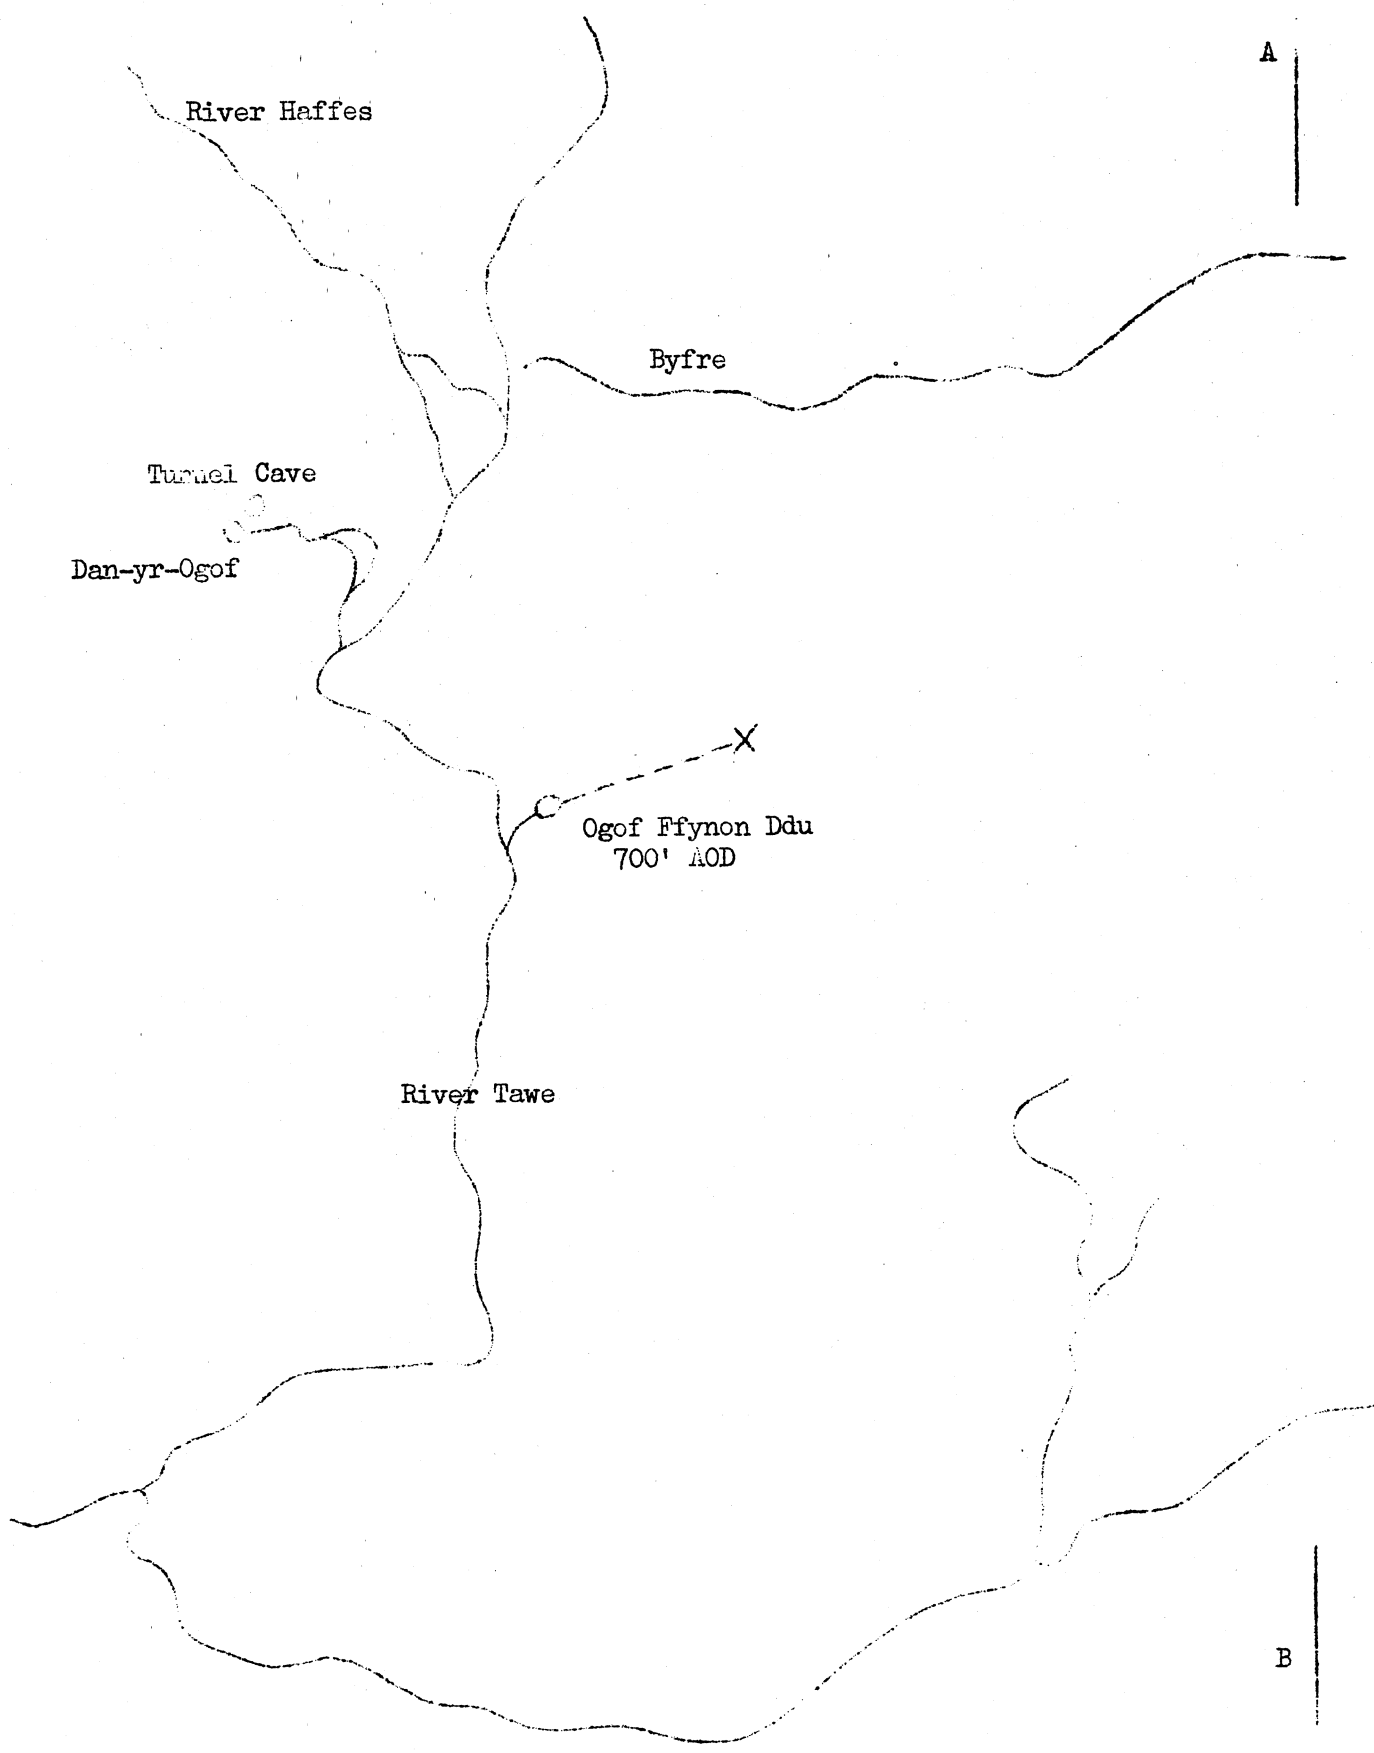 A
River Haffes
Byfre
Tunnel Cave
Dan-yr-Ogof
X
Ogof Ffynon Ddu
700' AOD
River Tawe
B